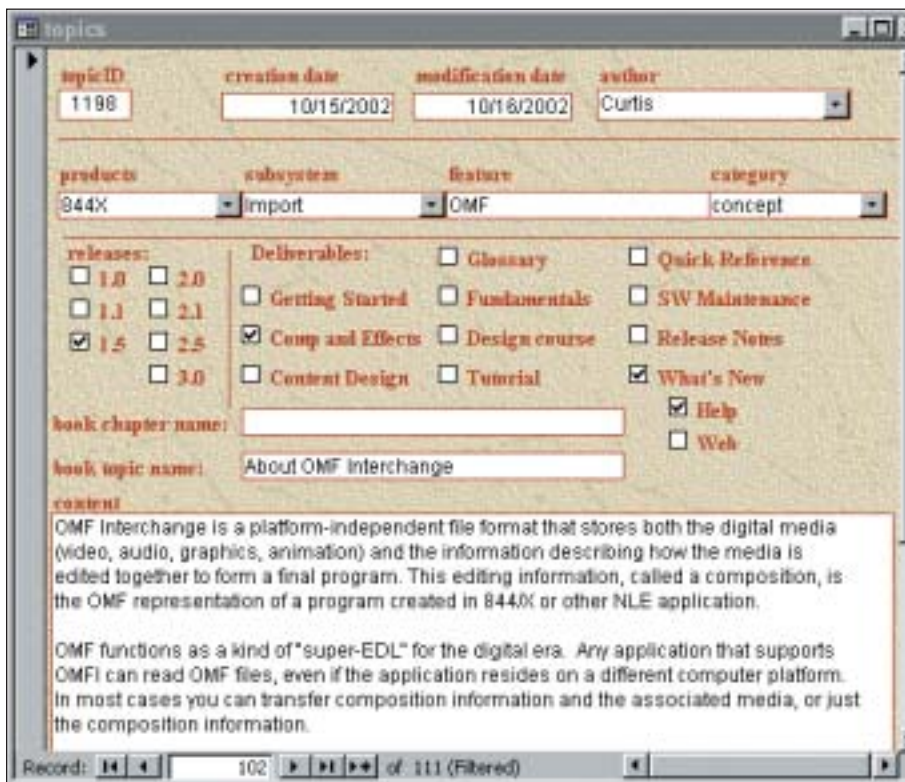 topics
topicID creation date modification date author
1198 10/15/2002 10/16/2002 Curtis
products subsystem feature category
844X Import OMF concept
releases: Deliverables: Glossary Quick Reference
1.0 2.0 Getting Started Fundamentals SW Maintenance
1.1 2.1 Comp and Effects Design course Release Notes
1.5 2.5 Content Design Tutorial What's New
3.0 Help
book chapter name: Web
book topic name: About OMF Interchange
content
OMF Interchange is a platform-independent file format that stores both the digital media
(video, audio, graphics, animation) and the information describing how the media is
edited together to form a final program. This editing information, called a composition, is
the OMF representation of a program created in 844/X or other NLE application.
OMF functions as a kind of "super-EDL" for the digital era. Any application that supports
OMFI can read OMF files, even if the application resides on a different computer platform.
In most cases you can transfer composition information and the associated media, or just
the composition information.
Record: 102 of 111 (Filtered)